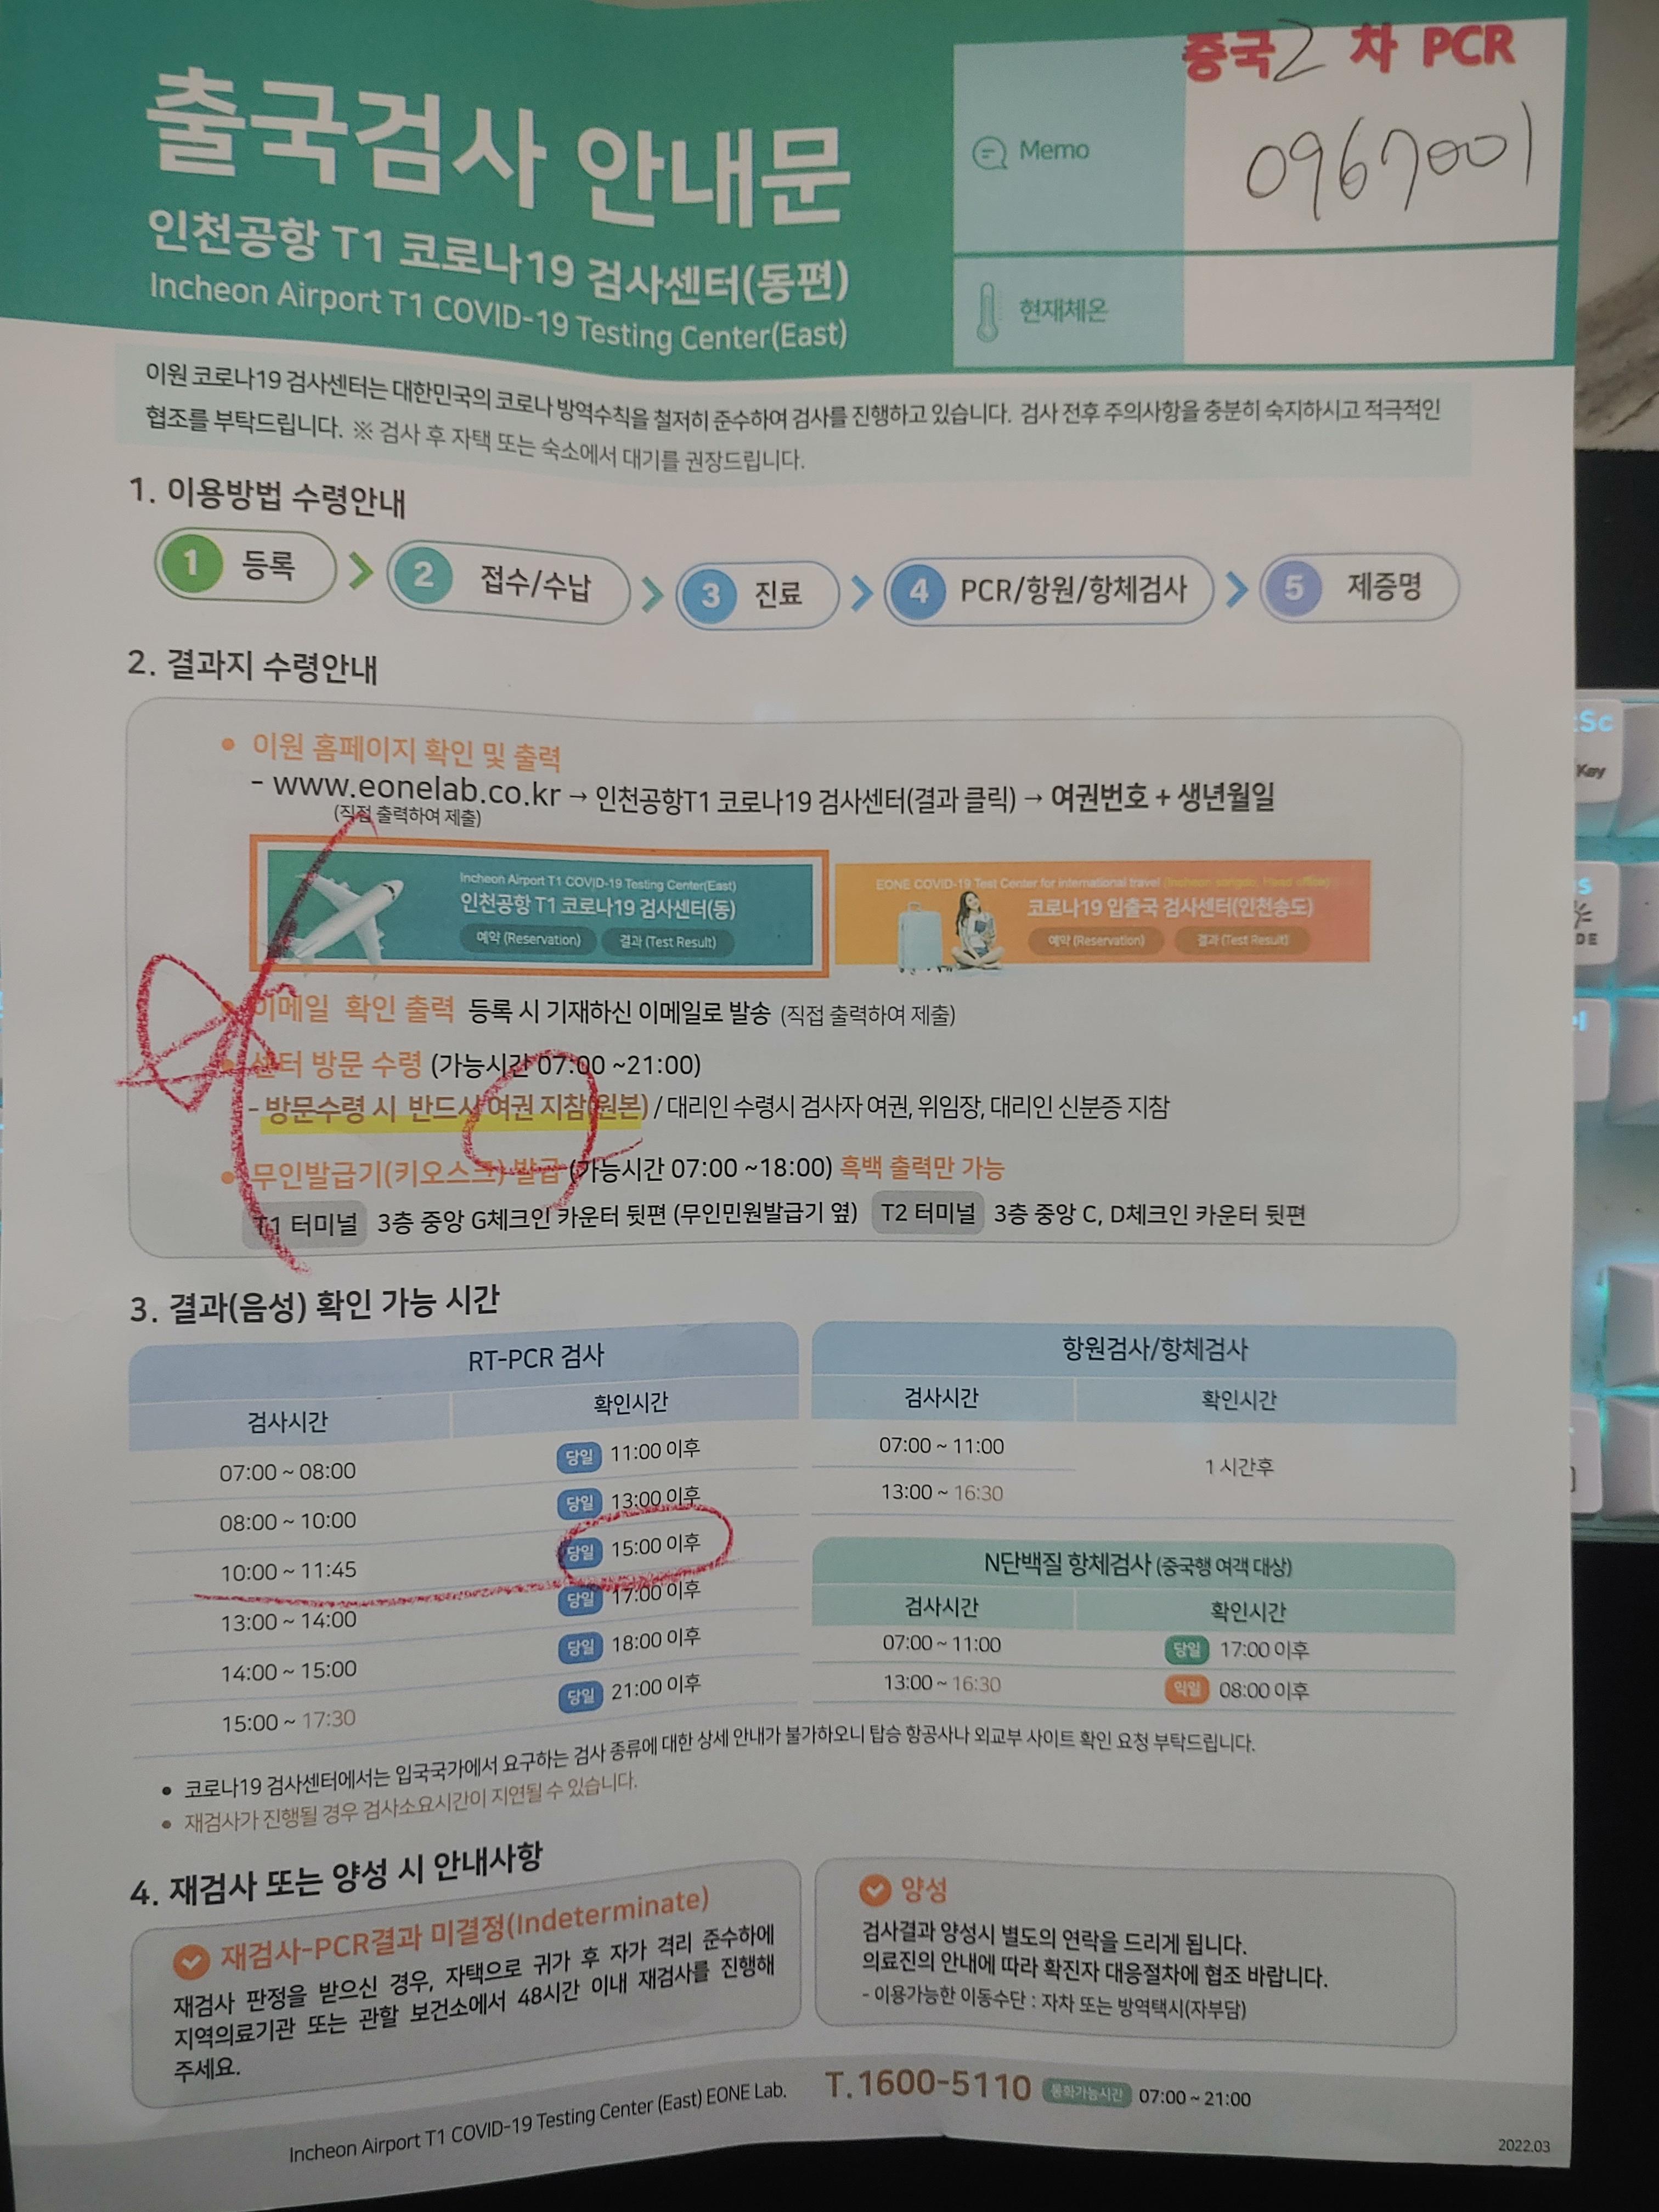 중국2차 PCR
출국검사 안내문
Memo
0967001
인천공항 T1 코로나19 검사센터(동편)
Incheon Airport T1 COVID-19 Testing Center(East)
현재체온
이원 코로나19 검사센터는 대한민국의 코로나 방역수칙을 철저히 준수하여 검사를 진행하고 있습니다. 검사 전후 주의사항을 충분히 숙지하시고 적극적인
협조를 부탁드립니다. ※ 검사 후 자택 또는 숙소에서 대기를 권장드립니다.
1. 이용방법 수령안내
1 등록 > 2 접수/수납 > 3 진료 > 4 PCR/항원/항체검사 > 5 제증명
2. 결과지 수령안내
• 이원 홈페이지 확인 및 출력
- www.eonelab.co.kr → 인천공항T1 코로나19 검사센터(결과 클릭) → 여권번호 + 생년월일
(직접 출력하여 제출)
Incheon Airport T1 COVID-19 Testing Center(East)
인천공항 T1 코로나19 검사센터(동)
예약 (Reservation) 결과 (Test Result)
EONE COVID-19 Test Center for international travel (Incheon songdo, Head office)
코로나19 입출국 검사센터(인천송도)
예약 (Reservation) 결과 (Test Result)
• 이메일 확인 출력 등록 시 기재하신 이메일로 발송 (직접 출력하여 제출)
• 센터 방문 수령 (가능시간 07:00 ~21:00)
- 방문수령 시 반드시 여권 지참(원본) / 대리인 수령시 검사자 여권, 위임장, 대리인 신분증 지참
• 무인발급기(키오스크) 발급 (가능시간 07:00 ~18:00) 흑백 출력만 가능
T1 터미널 3층 중앙 G체크인 카운터 뒷편 (무인민원발급기 옆) T2 터미널 3층 중앙 C, D체크인 카운터 뒷편
3. 결과(음성) 확인 가능 시간
RT-PCR 검사
검사시간 확인시간
07:00 ~ 08:00 당일 11:00 이후
08:00 ~ 10:00 당일 13:00 이후
10:00 ~ 11:45 당일 15:00 이후
13:00 ~ 14:00 당일 17:00 이후
14:00 ~ 15:00 당일 18:00 이후
15:00 ~ 17:30 당일 21:00 이후
항원검사/항체검사
검사시간 확인시간
07:00 ~ 11:00
1 시간후
13:00 ~ 16:30
N단백질 항체검사 (중국행 여객 대상)
검사시간 확인시간
07:00 ~ 11:00 당일 17:00 이후
13:00 ~ 16:30 익일 08:00 이후
• 코로나19 검사센터에서는 입국국가에서 요구하는 검사 종류에 대한 상세 안내가 불가하오니 탑승 항공사나 외교부 사이트 확인 요청 부탁드립니다.
• 재검사가 진행될 경우 검사소요시간이 지연될 수 있습니다.
4. 재검사 또는 양성 시 안내사항
재검사-PCR결과 미결정(Indeterminate)
재검사 판정을 받으신 경우, 자택으로 귀가 후 자가 격리 준수하에
지역의료기관 또는 관할 보건소에서 48시간 이내 재검사를 진행해
주세요.
양성
검사결과 양성시 별도의 연락을 드리게 됩니다.
의료진의 안내에 따라 확진자 대응절차에 협조 바랍니다.
- 이용가능한 이동수단 : 자차 또는 방역택시(자부담)
Incheon Airport T1 COVID-19 Testing Center (East) EONE Lab. T.1600-5110 통화가능시간 07:00 ~ 21:00
2022.03